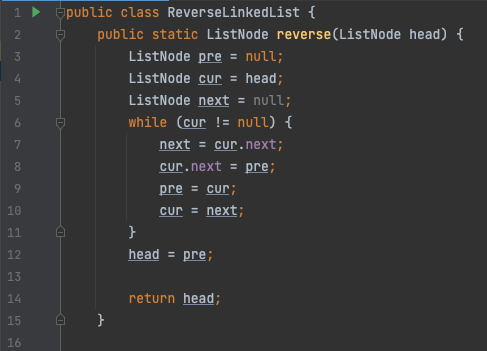 1 public class ReverseLinkedList {
2     public static ListNode reverse(ListNode head) {
3         ListNode pre = null;
4         ListNode cur = head;
5         ListNode next = null;
6         while (cur != null) {
7             next = cur.next;
8             cur.next = pre;
9             pre = cur;
10             cur = next;
11         }
12         head = pre;
13
14         return head;
15     }
16